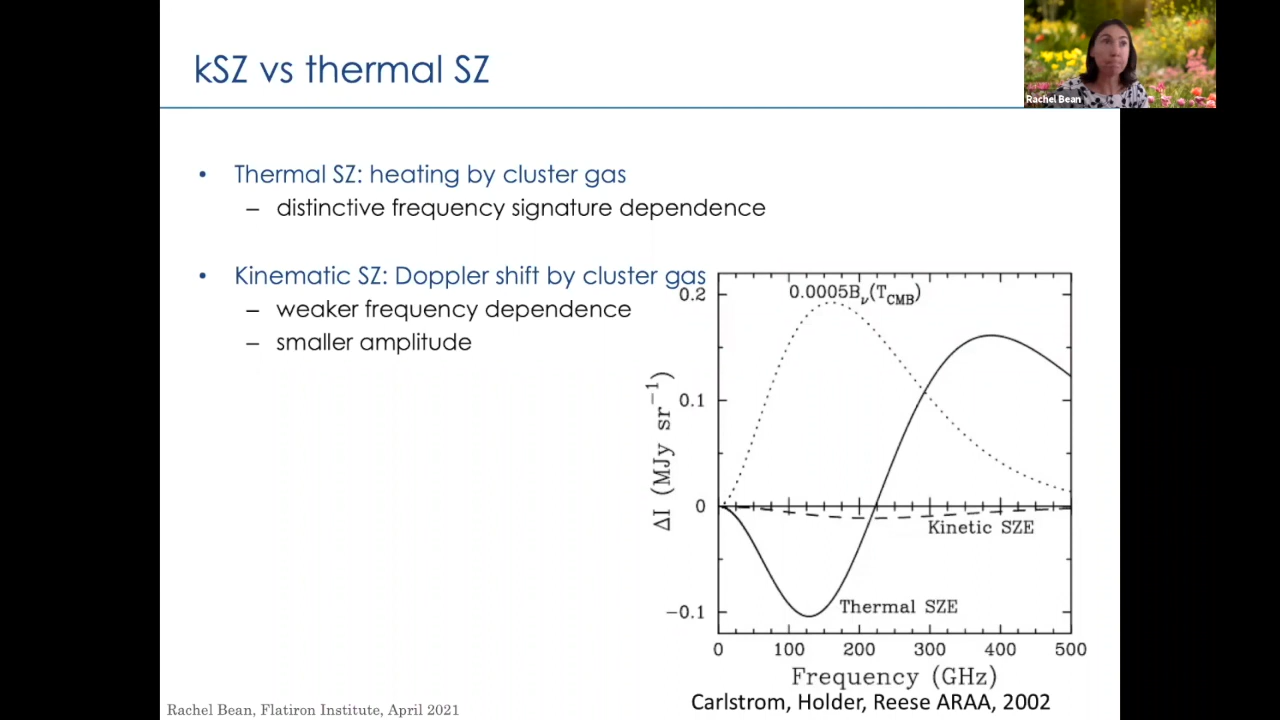 kSZ vs thermal SZ
Rachel Bean
• Thermal SZ: heating by cluster gas
– distinctive frequency signature dependence
• Kinematic SZ: Doppler shift by cluster gas
– weaker frequency dependence
– smaller amplitude
0.2
0.0005Bν(TCMB)
0.1
ΔI (MJy sr−1)
0
Kinetic SZE
Thermal SZE
−0.1
0 100 200 300 400 500
Frequency (GHz)
Carlstrom, Holder, Reese ARAA, 2002
Rachel Bean, Flatiron Institute, April 2021